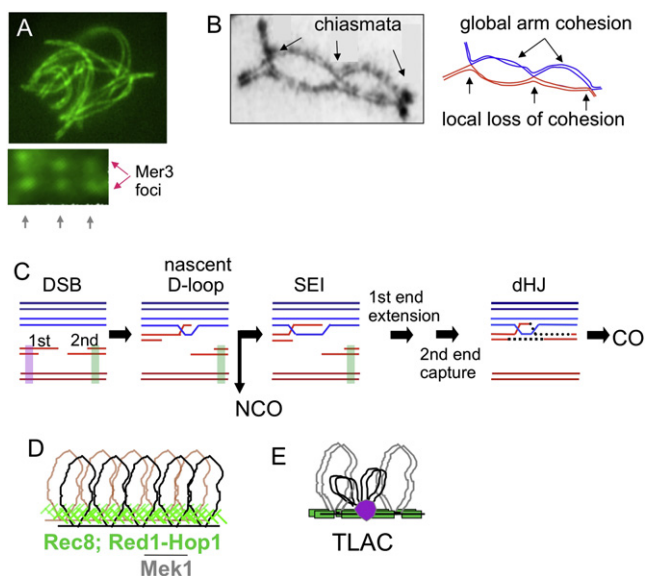 A
Mer3
foci
B
chiasmata
global arm cohesion
local loss of cohesion
C
DSB
nascent
D-loop
SEI
dHJ
1st 2nd
1st end
extension
2nd end
capture
CO
NCO
D
Rec8; Red1-Hop1
Mek1
E
TLAC